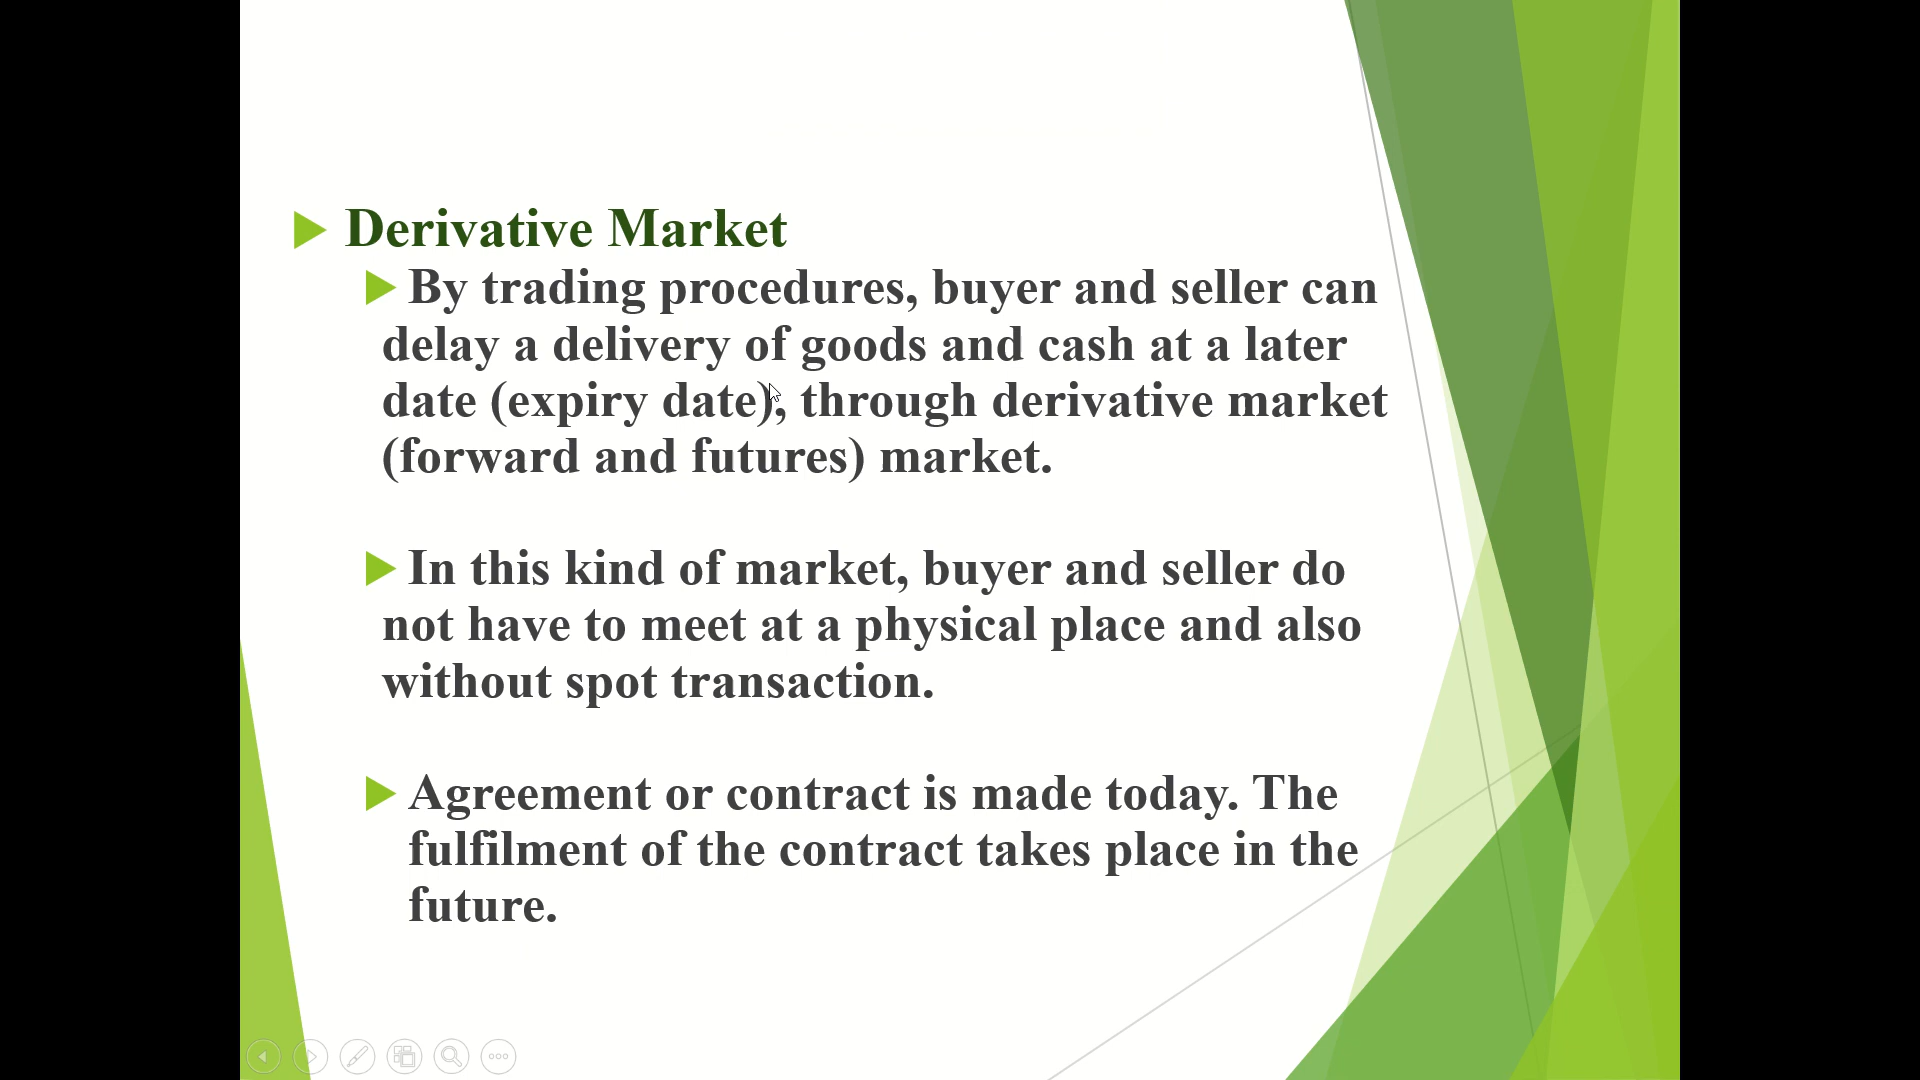 Derivative Market
By trading procedures, buyer and seller can
delay a delivery of goods and cash at a later
date (expiry date), through derivative market
(forward and futures) market.
In this kind of market, buyer and seller do
not have to meet at a physical place and also
without spot transaction.
Agreement or contract is made today. The
fulfilment of the contract takes place in the
future.